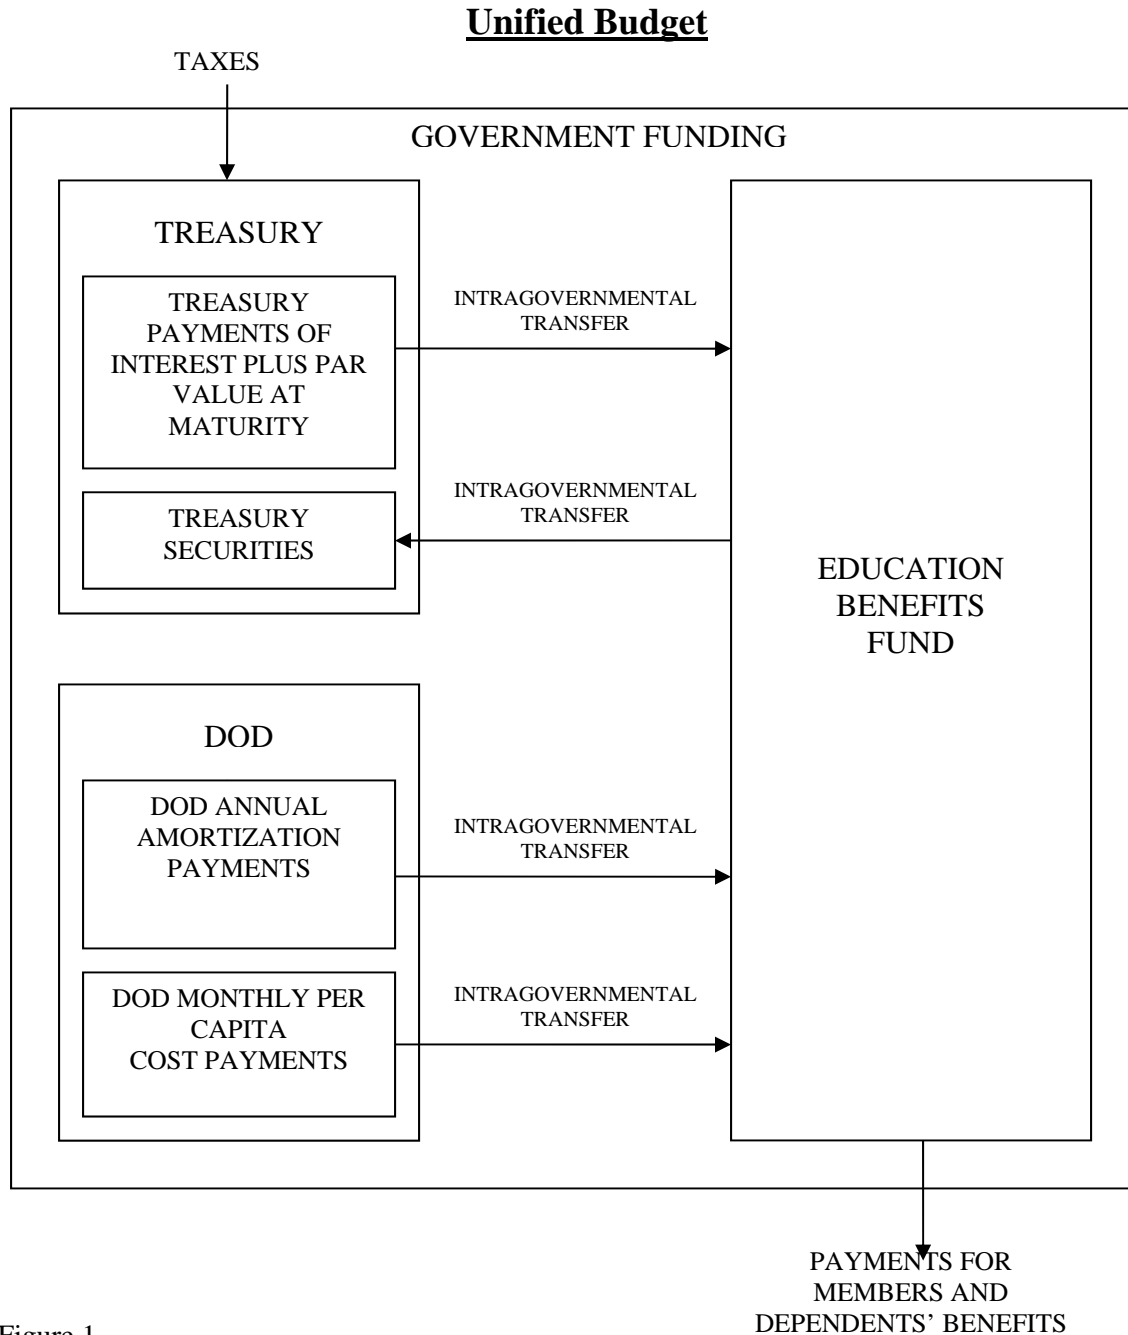 Unified Budget
TAXES
GOVERNMENT FUNDING
TREASURY
TREASURY
PAYMENTS OF
INTEREST PLUS PAR
VALUE AT
MATURITY
INTRAGOVERNMENTAL
TRANSFER
TREASURY
SECURITIES
INTRAGOVERNMENTAL
TRANSFER
EDUCATION
BENEFITS
FUND
DOD
DOD ANNUAL
AMORTIZATION
PAYMENTS
INTRAGOVERNMENTAL
TRANSFER
DOD MONTHLY PER
CAPITA
COST PAYMENTS
INTRAGOVERNMENTAL
TRANSFER
PAYMENTS FOR
MEMBERS AND
DEPENDENTS’ BENEFITS
Figure 1